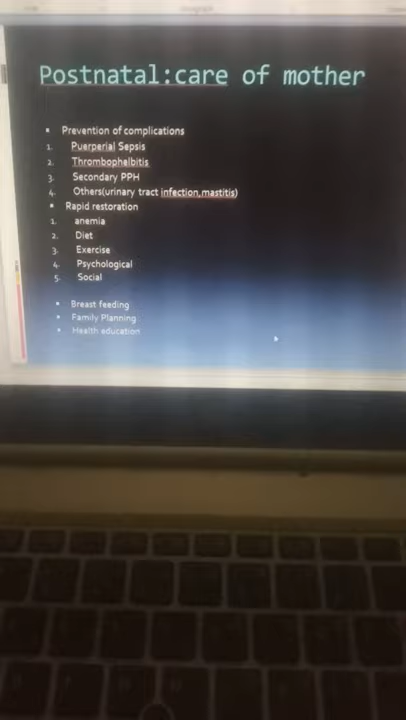 Postnatal:care of mother
▪ Prevention of complications
1. Puerperial Sepsis
2. Thrombophelbitis
3. Secondary PPH
4. Others(urinary tract infection,mastitis)
▪ Rapid restoration
1. anemia
2. Diet
3. Exercise
4. Psychological
5. Social
▪ Breast feeding
▪ Family Planning
▪ Health education